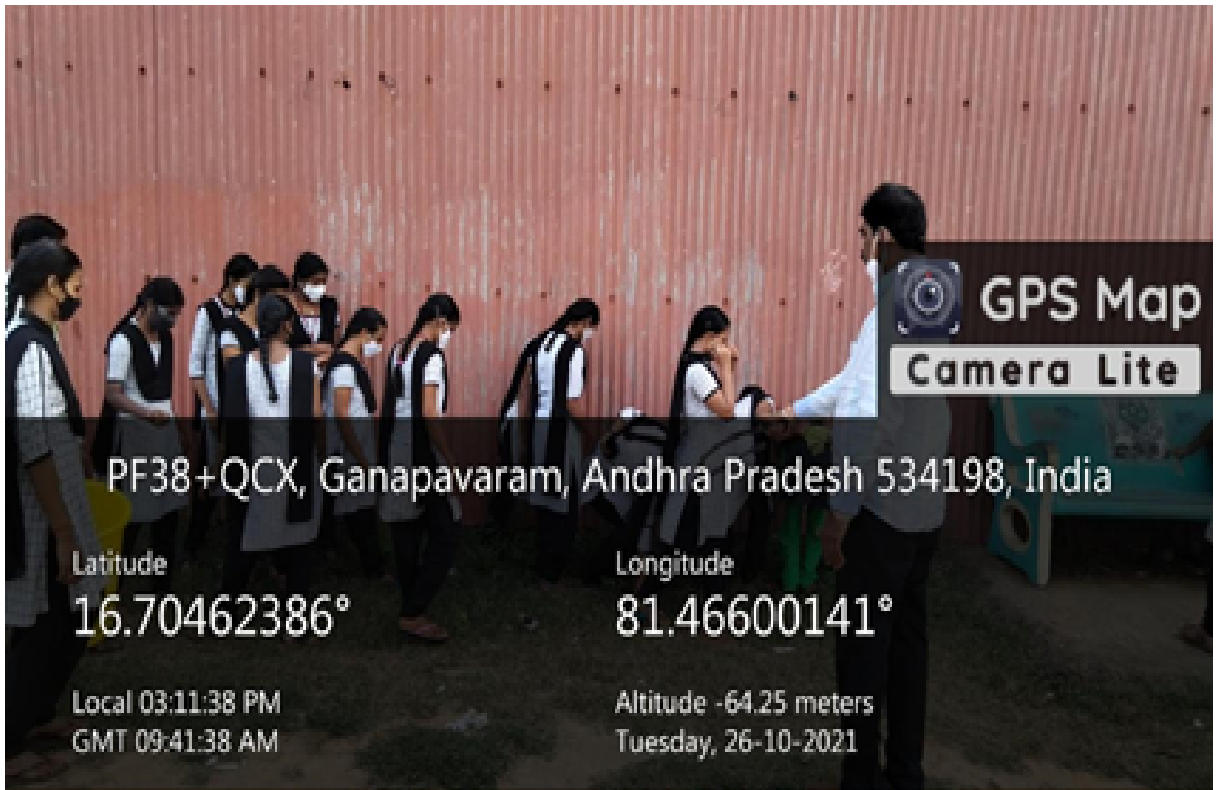 GPS Map
Camera Lite
PF38+QCX, Ganapavaram, Andhra Pradesh 534198, India
Latitude
16.70462386°
Longitude
81.46600141°
Local 03:11:38 PM
GMT 09:41:38 AM
Altitude -64.25 meters
Tuesday, 26-10-2021